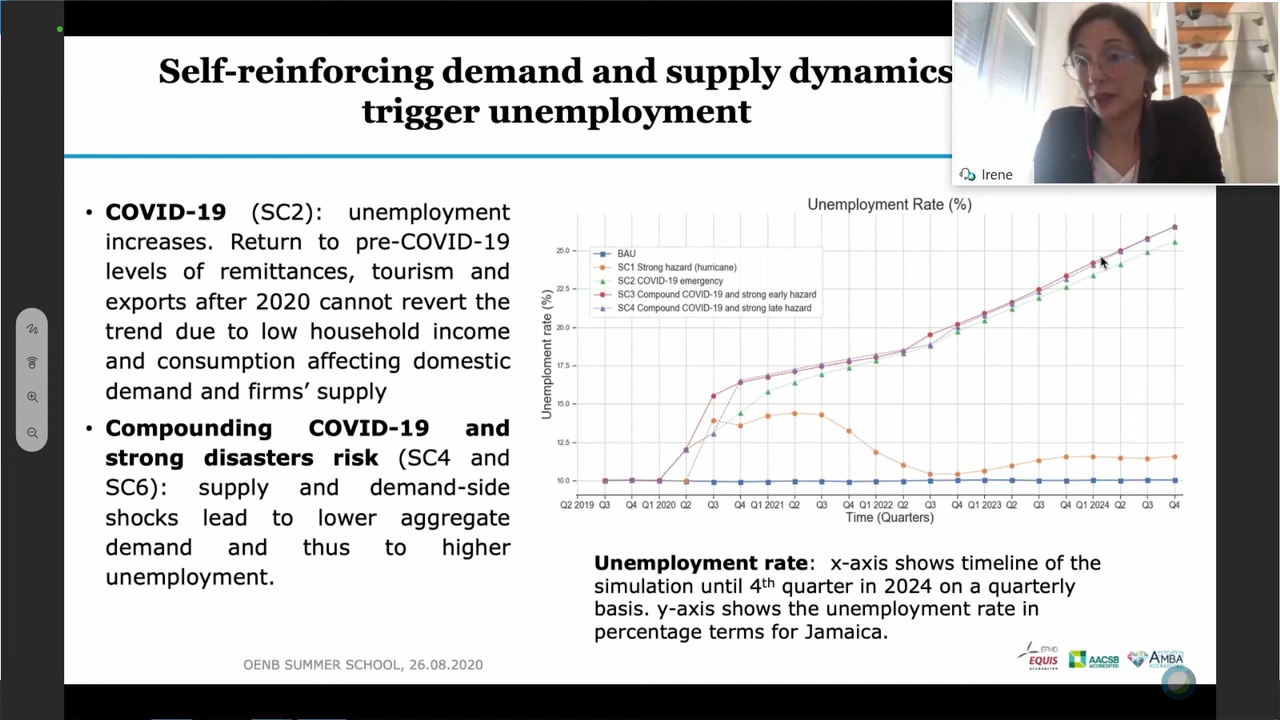 Self-reinforcing demand and supply dynamics
trigger unemployment
Irene
• COVID-19 (SC2): unemployment
increases. Return to pre-COVID-19
levels of remittances, tourism and
exports after 2020 cannot revert the
trend due to low household income
and consumption affecting domestic
demand and firms' supply
• Compounding COVID-19 and
strong disasters risk (SC4 and
SC6): supply and demand-side
shocks lead to lower aggregate
demand and thus to higher
unemployment.
Unemployment Rate (%)
Unemploment rate (%)
25.0
22.5
20.0
17.5
15.0
12.5
10.0
BAU
SC1 Strong hazard (hurricane)
SC2 COVID-19 emergency
SC3 Compound COVID-19 and strong early hazard
SC4 Compound COVID-19 and strong late hazard
Q2 2019 Q3 Q4 Q1 2020 Q2 Q3 Q4 Q1 2021 Q2 Q3 Q4 Q1 2022 Q2 Q3 Q4 Q1 2023 Q2 Q3 Q4 Q1 2024 Q2 Q3 Q4
Time (Quarters)
Unemployment rate: x-axis shows timeline of the
simulation until 4th quarter in 2024 on a quarterly
basis. y-axis shows the unemployment rate in
percentage terms for Jamaica.
OENB SUMMER SCHOOL, 26.08.2020
EFMD
EQUIS
AACSB
ACCREDITED
AMBA